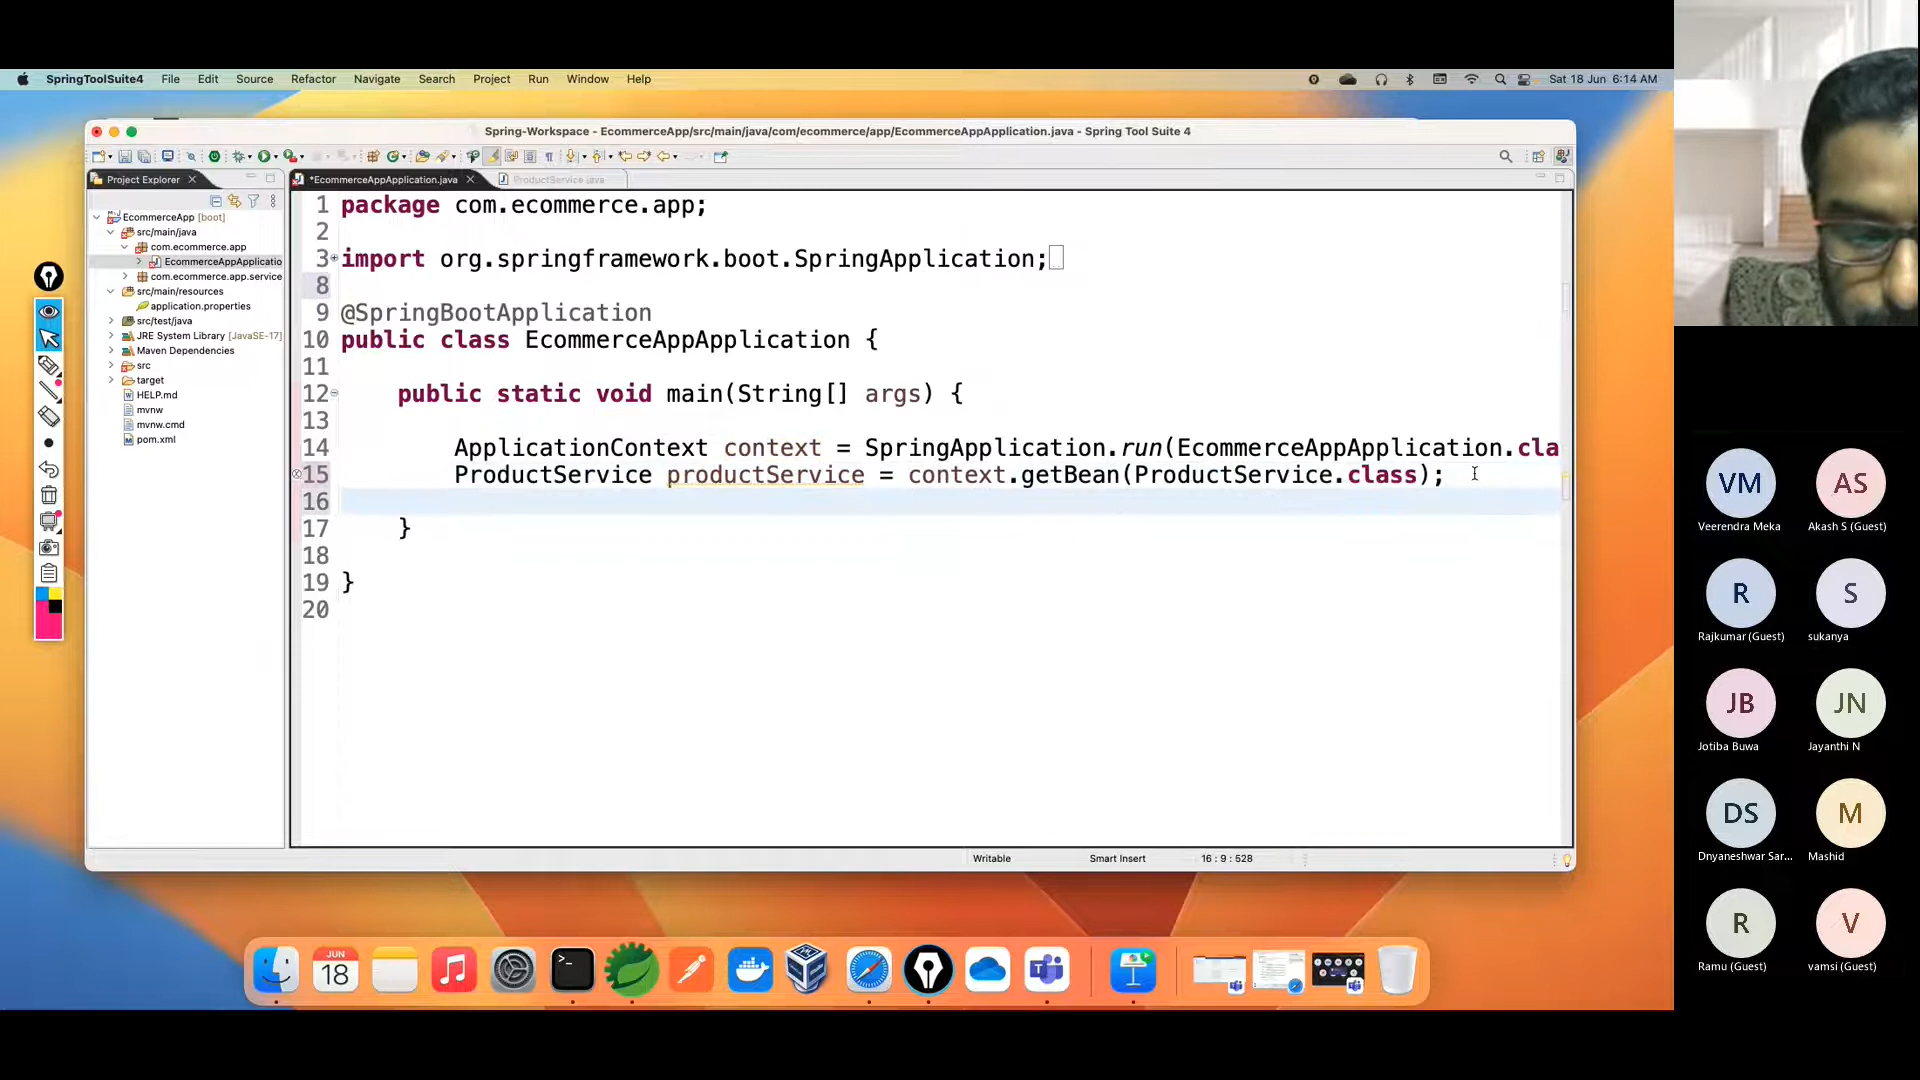 SpringToolSuite4 File Edit Source Refactor Navigate Search Project Run Window Help
Sat 18 Jun 6:14 AM
Spring-Workspace - EcommerceApp/src/main/java/com/ecommerce/app/EcommerceAppApplication.java - Spring Tool Suite 4
Project Explorer
*EcommerceAppApplication.java
ProductService.java
EcommerceApp [boot]
src/main/java
com.ecommerce.app
EcommerceAppApplicatio
com.ecommerce.app.service
src/main/resources
application.properties
src/test/java
JRE System Library [JavaSE-17]
Maven Dependencies
src
target
HELP.md
mvnw
mvnw.cmd
pom.xml
1 package com.ecommerce.app;
2
3 import org.springframework.boot.SpringApplication;
8
9 @SpringBootApplication
10 public class EcommerceAppApplication {
11
12 public static void main(String[] args) {
13
14 ApplicationContext context = SpringApplication.run(EcommerceAppApplication.cla
15 ProductService productService = context.getBean(ProductService.class);
16
17 }
18
19 }
20
Writable Smart Insert 16 : 9 : 528
JUN
18
VM
Veerendra Meka
AS
Akash S (Guest)
R
Rajkumar (Guest)
S
sukanya
JB
Jotiba Buwa
JN
Jayanthi N
DS
Dnyaneshwar Sar...
M
Mashid
R
Ramu (Guest)
V
vamsi (Guest)